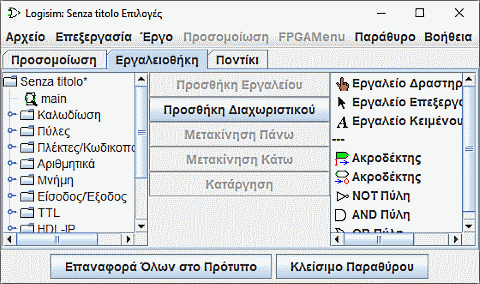 Logisim: Senza titolo Επιλογές
Αρχείο Επεξεργασία Έργο Προσομοίωση FPGAMenu Παράθυρο Βοήθεια
Προσομοίωση Εργαλειοθήκη Ποντίκι
Senza titolo*
main
Καλωδίωση
Πύλες
Πλέκτες/Κωδικοπο
Αριθμητικά
Μνήμη
Είσοδος/Έξοδος
TTL
HDL-IP
Προσθήκη Εργαλείου
Προσθήκη Διαχωριστικού
Μετακίνηση Πάνω
Μετακίνηση Κάτω
Κατάργηση
Εργαλείο Δραστηρ
Εργαλείο Επεξεργα
Εργαλείο Κειμένου
---
Ακροδέκτης
Ακροδέκτης
NOT Πύλη
AND Πύλη
OR Πύλη
Επαναφορά Όλων στο Πρότυπο
Κλείσιμο Παραθύρου